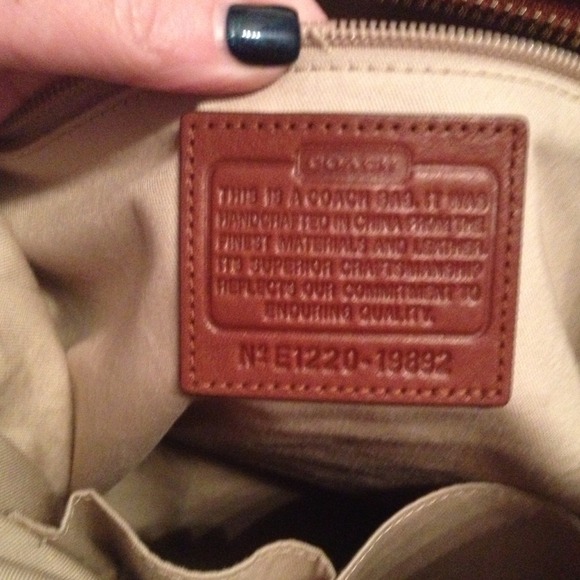 COACH
THIS IS A COACH BAG. IT WAS
HANDCRAFTED IN CHINA FROM THE
FINEST MATERIALS AND LEATHER.
ITS SUPERIOR CRAFTSMANSHIP
REFLECTS OUR COMMITMENT TO
ENDURING QUALITY.
Nº E1220-19892